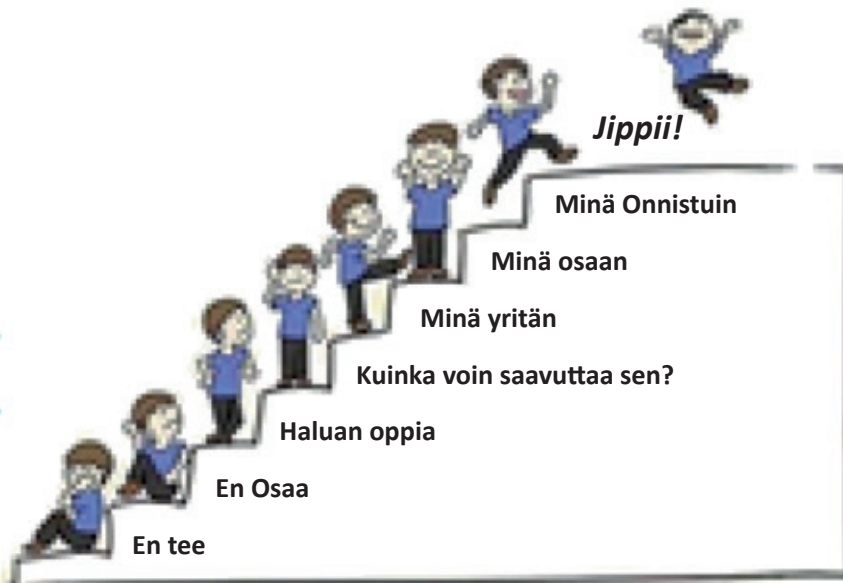 Jippii!
Minä Onnistuin
Minä osaan
Minä yritän
Kuinka voin saavuttaa sen?
Haluan oppia
En Osaa
En tee